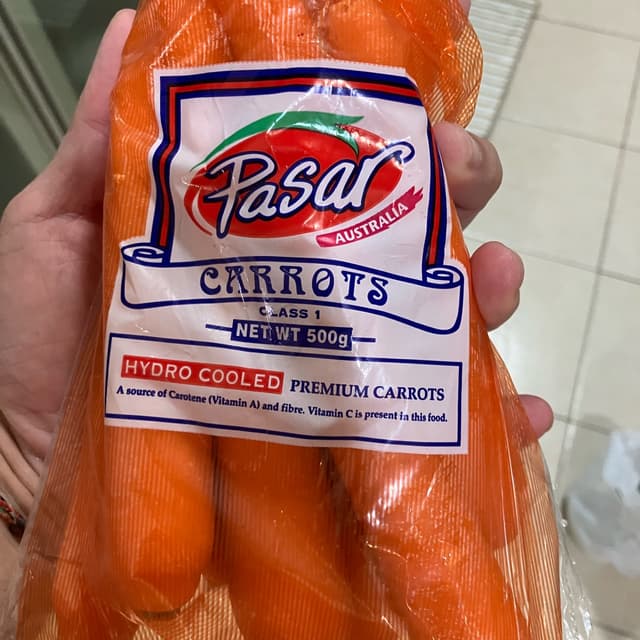 Pasar
AUSTRALIA
CARROTS
CLASS 1
NET WT 500g
HYDRO COOLED PREMIUM CARROTS
A source of Carotene (Vitamin A) and fibre. Vitamin C is present in this food.